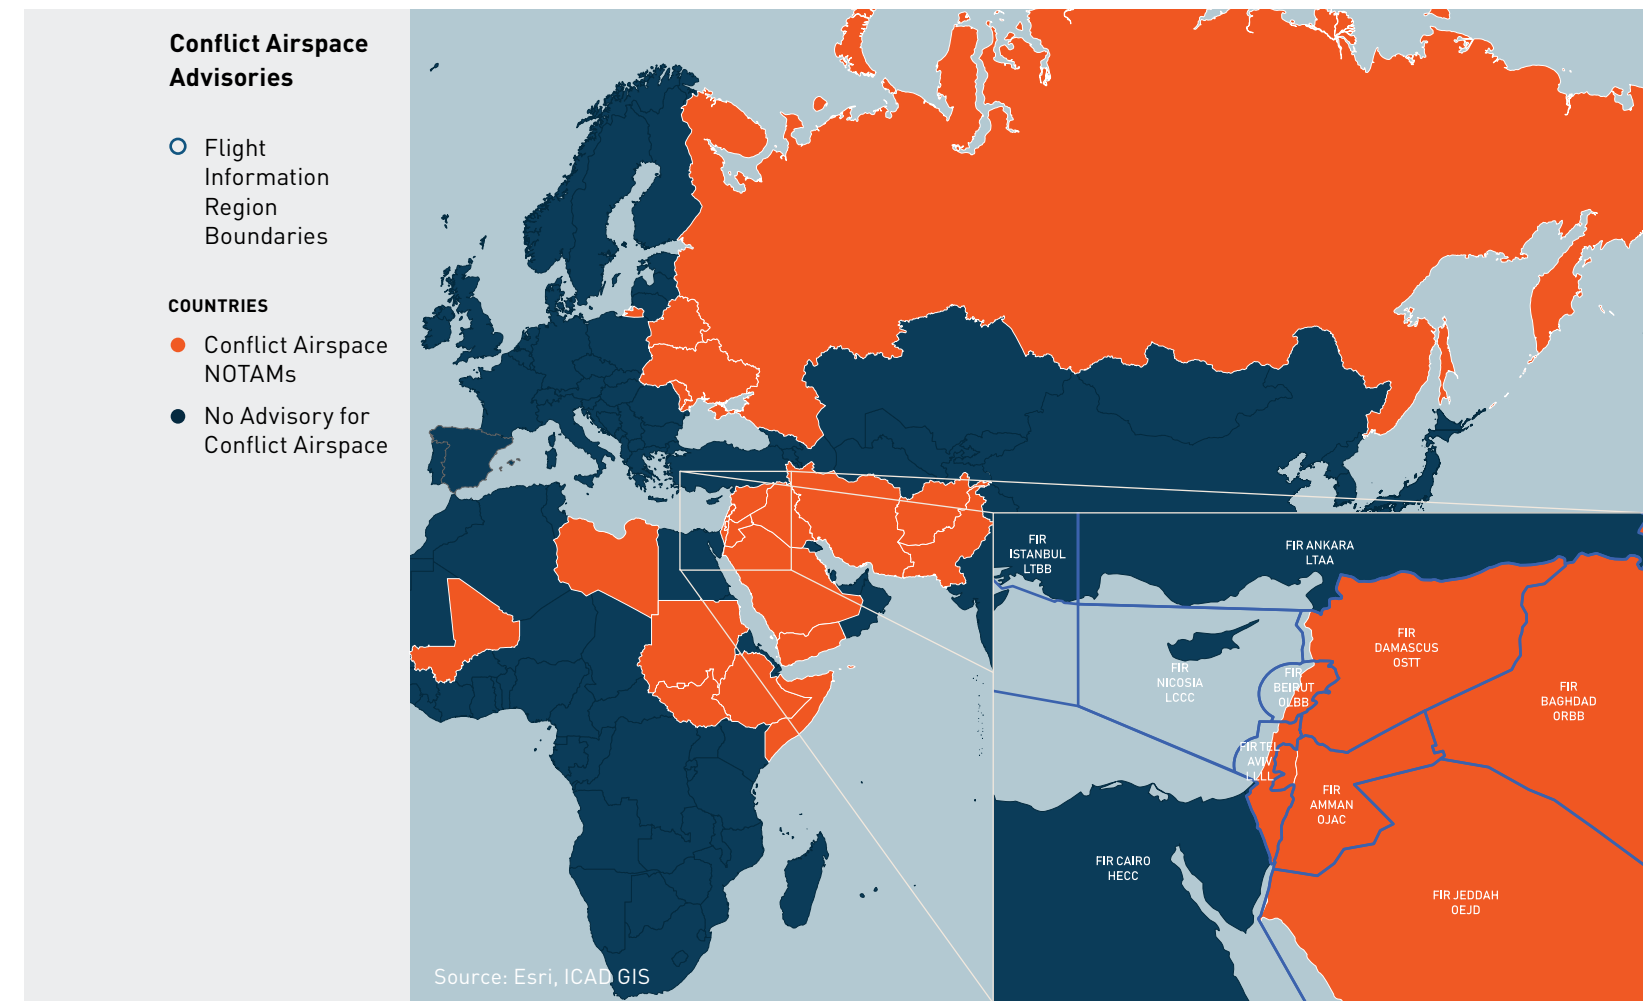 Conflict Airspace
Advisories
Flight
Information
Region
Boundaries
COUNTRIES
Conflict Airspace
NOTAMs
No Advisory for
Conflict Airspace
FIR
ISTANBUL
LTBB
FIR ANKARA
LTAA
FIR
DAMASCUS
OSTT
FIR
NICOSIA
LCCC
FIR
BEIRUT
OLBB
FIR
BAGHDAD
ORBB
FIR TEL
AVIV
LLLL
FIR
AMMAN
OJAC
FIR CAIRO
HECC
FIR JEDDAH
OEJD
Source: Esri, ICAD GIS